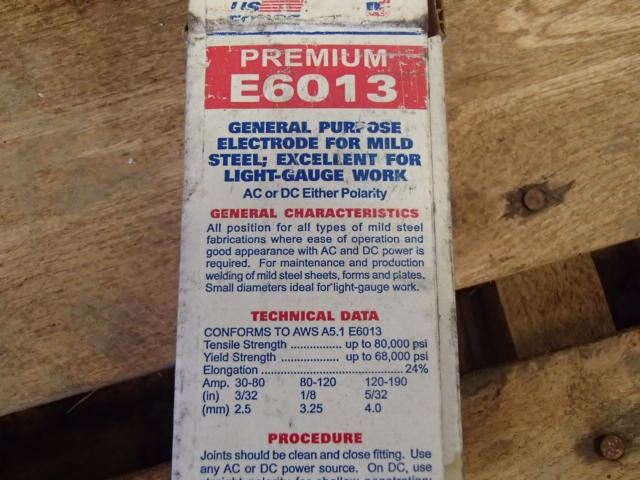 US
PREMIUM
E6013
GENERAL PURPOSE
ELECTRODE FOR MILD
STEEL; EXCELLENT FOR
LIGHT-GAUGE WORK
AC or DC Either Polarity
GENERAL CHARACTERISTICS
All position for all types of mild steel
fabrications where ease of operation and
good appearance with AC and DC power is
required. For maintenance and production
welding of mild steel sheets, forms and plates.
Small diameters ideal for light-gauge work.
TECHNICAL DATA
CONFORMS TO AWS A5.1 E6013
Tensile Strength .............. up to 80,000 psi
Yield Strength ................. up to 68,000 psi
Elongation ..................................... 24%
Amp. 30-80 80-120 120-190
(in) 3/32 1/8 5/32
(mm) 2.5 3.25 4.0
PROCEDURE
Joints should be clean and close fitting. Use
any AC or DC power source. On DC, use
straight polarity for shallow penetration;